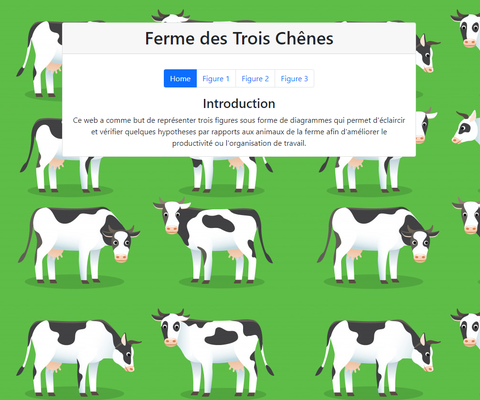 Ferme des Trois Chênes
Home Figure 1 Figure 2 Figure 3
Introduction
Ce web a comme but de représenter trois figures sous forme de diagrammes qui permet d'éclaircir
et vérifier quelques hypotheses par rapports aux animaux de la ferme afin d'améliorer le
productivité ou l'organisation de travail.